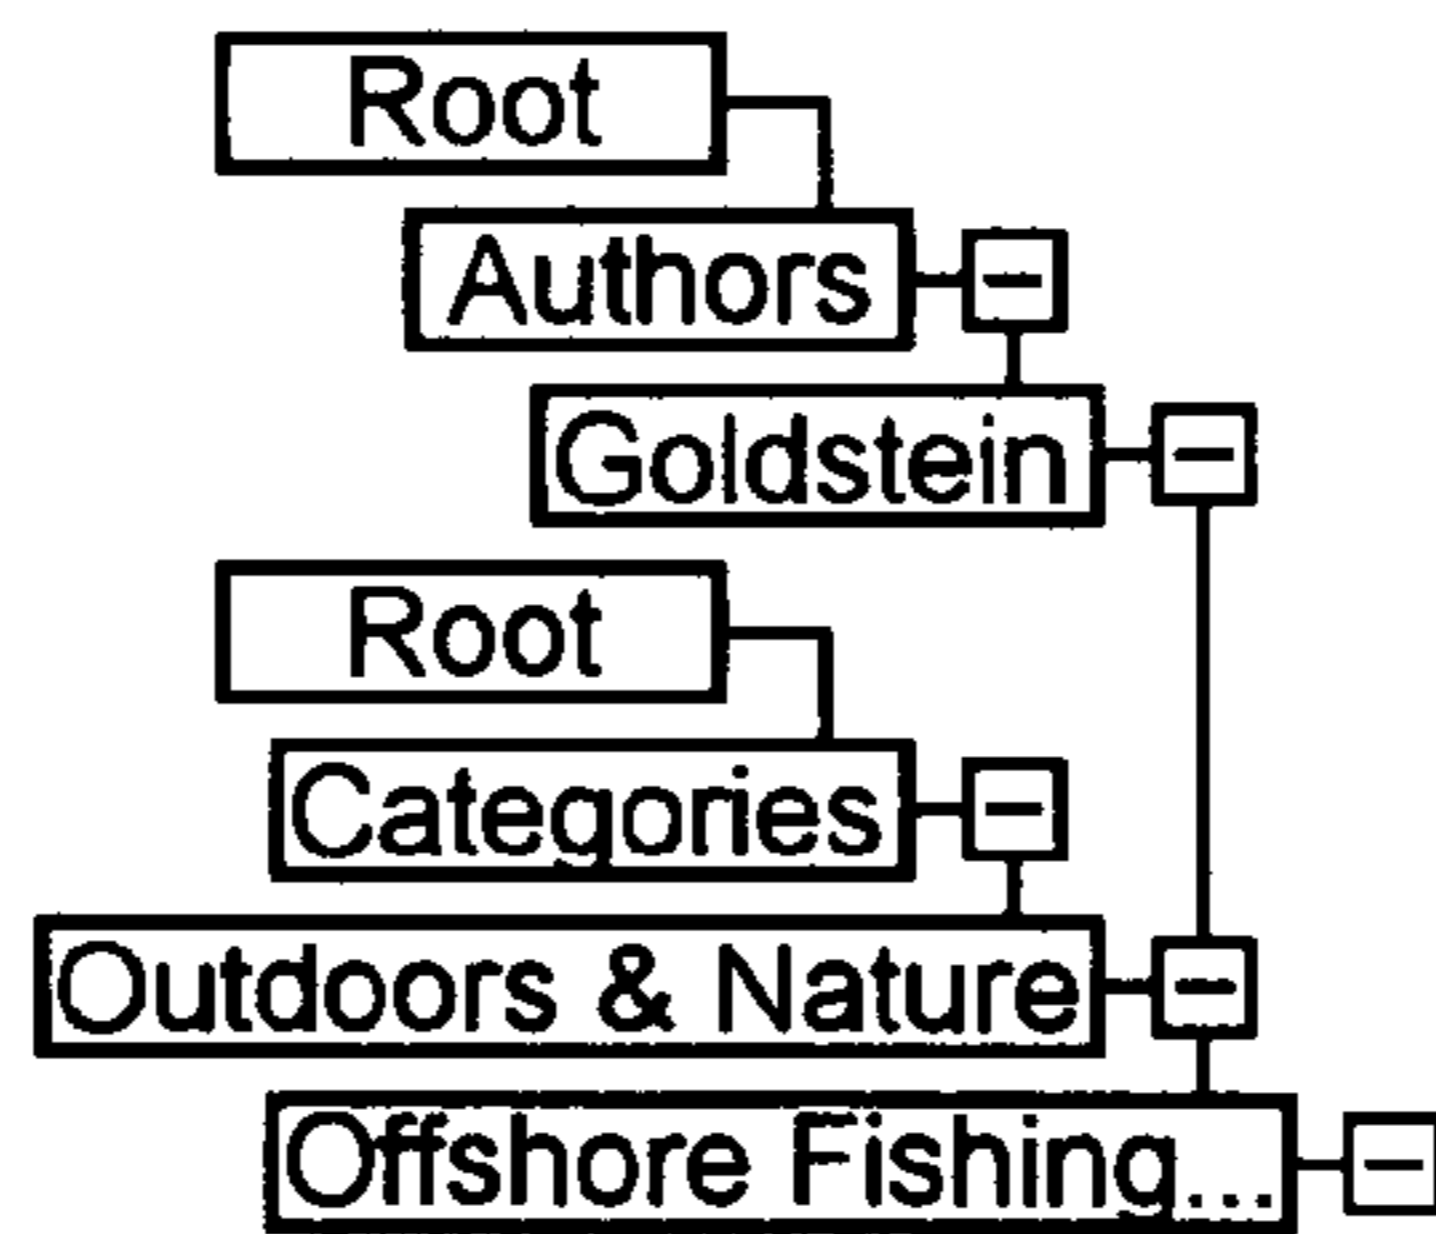 Root
Authors
Goldstein
Root
Categories
Outdoors & Nature
Offshore Fishing...